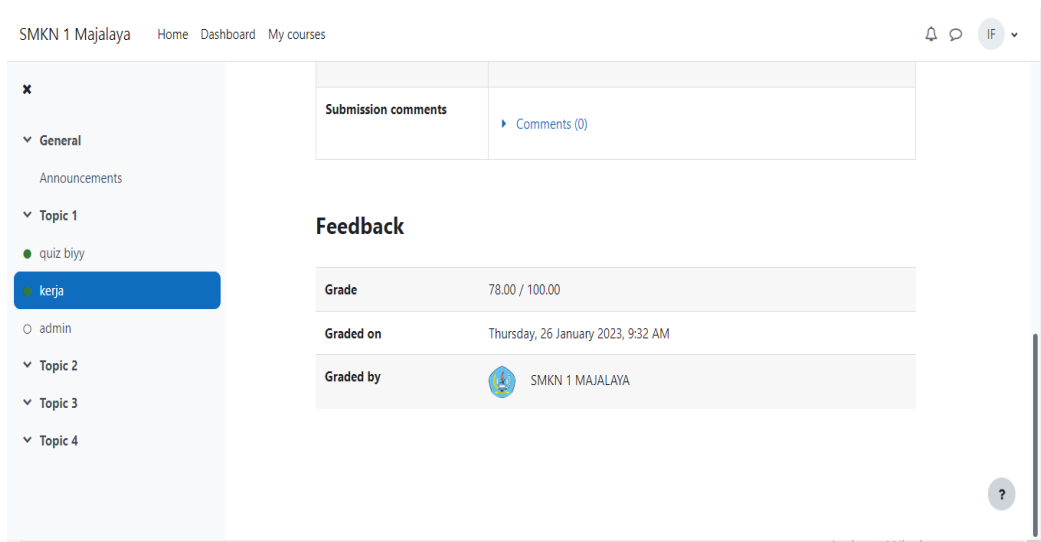 SMKN 1 Majalaya Home Dashboard My courses IF
General
Announcements
Topic 1
quiz biyy
kerja
admin
Topic 2
Topic 3
Topic 4
Submission comments
Comments (0)
Feedback
Grade 78.00 / 100.00
Graded on Thursday, 26 January 2023, 9:32 AM
Graded by SMKN 1 MAJALAYA
?